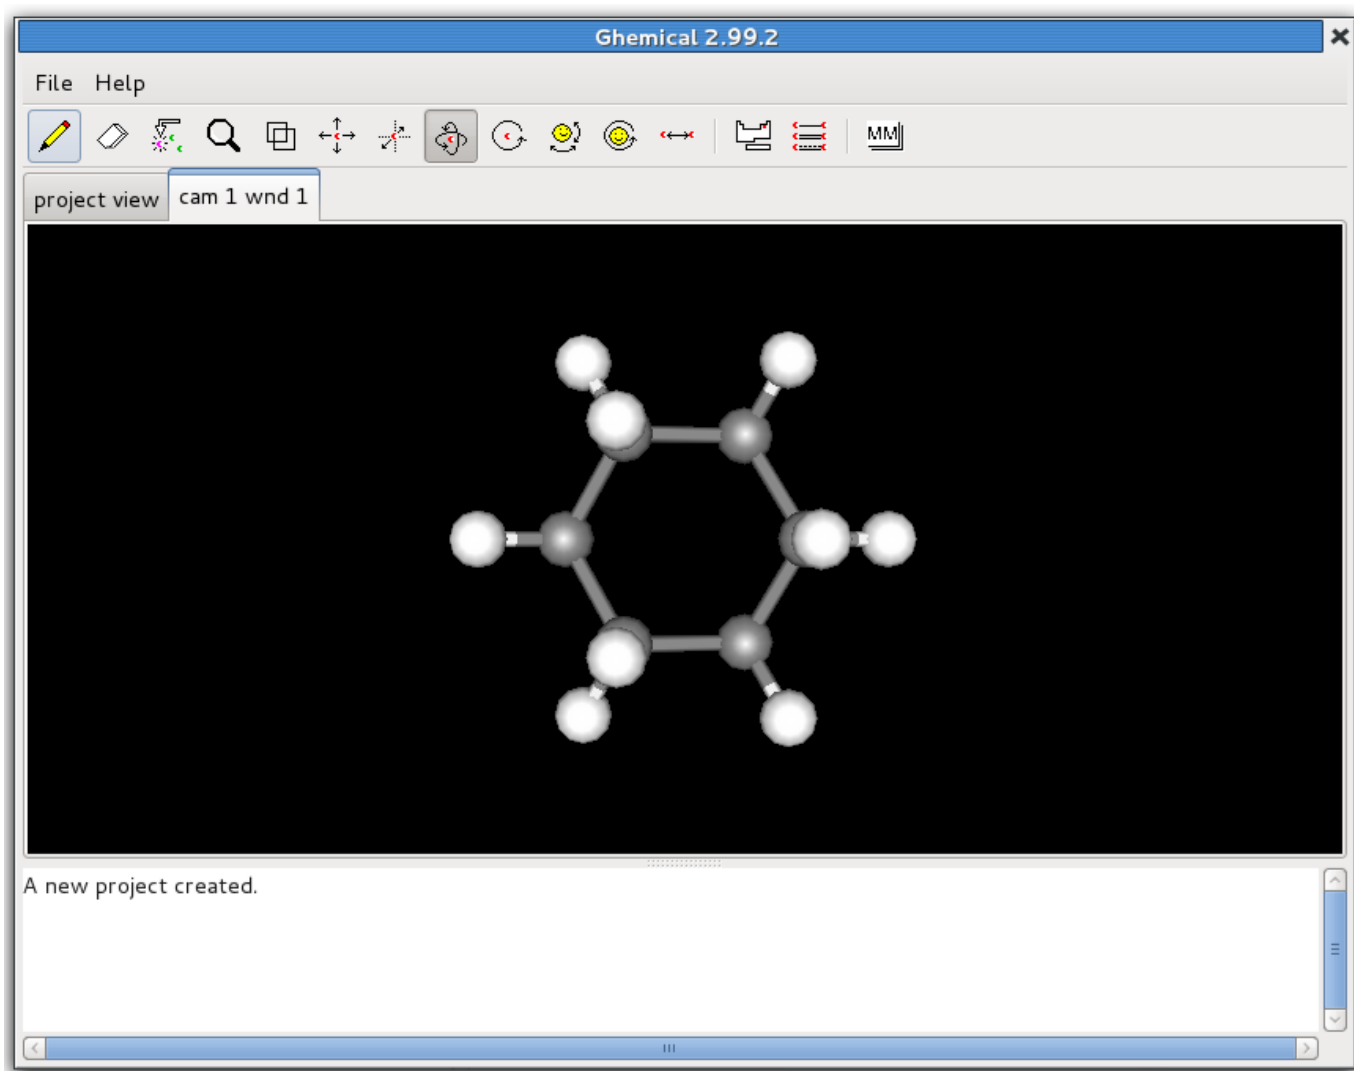 Ghemical 2.99.2
File Help
MM
project view cam 1 wnd 1
A new project created.